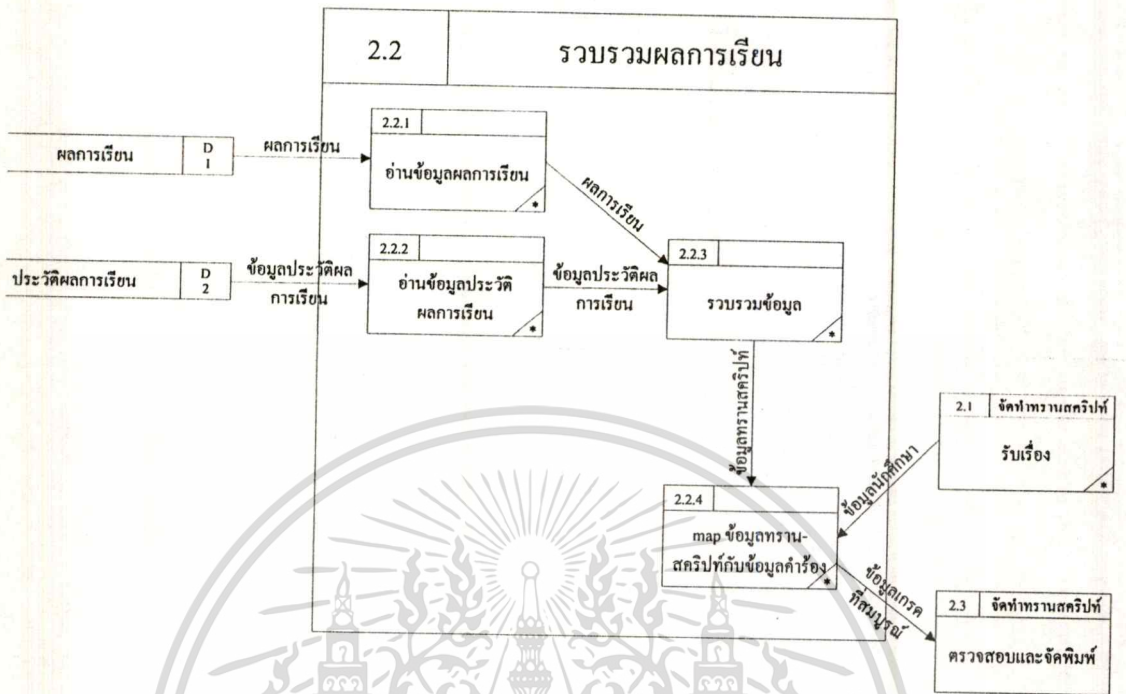 2.2 รวบรวมผลการเรียน
ผลการเรียน
D
1
ผลการเรียน
2.2.1
อ่านข้อมูลผลการเรียน
*
ผลการเรียน
ประวัติผลการเรียน
D
2
ข้อมูลประวัติผล
การเรียน
2.2.2
อ่านข้อมูลประวัติ
ผลการเรียน
*
ข้อมูลประวัติผล
การเรียน
2.2.3
รวบรวมข้อมูล
*
ข้อมูลทรานสคริปท์
2.1 จัดทำทรานสคริปท์
รับเรื่อง
*
ข้อมูลนักศึกษา
2.2.4
map ข้อมูลทราน-
สคริปท์กับข้อมูลคำร้อง
*
ข้อมูลเกรด
ที่สมบูรณ์
2.3 จัดทำทรานสคริปท์
ตรวจสอบและจัดพิมพ์